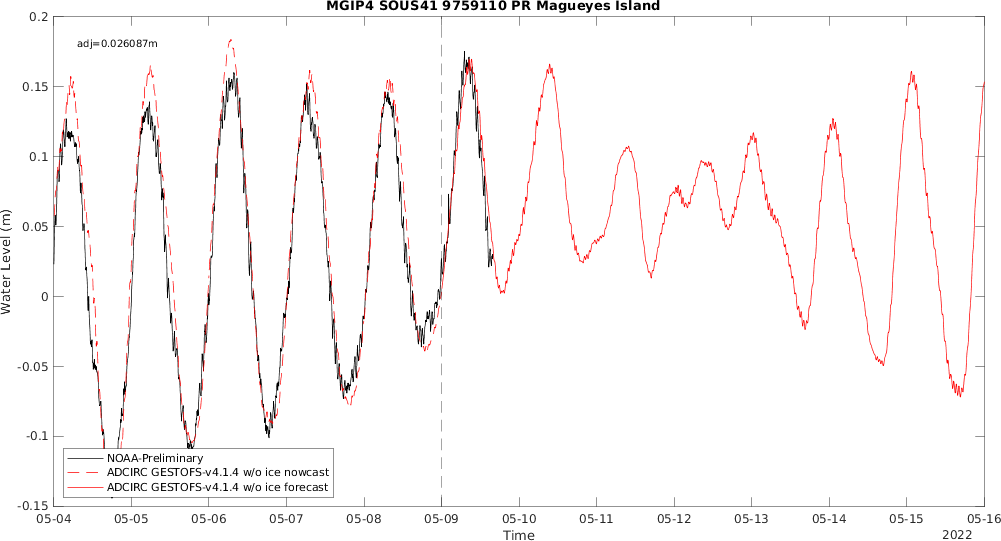 MGIP4 SOUS41 9759110 PR Magueyes Island
adj=0.026087m
0.2
0.15
0.1
0.05
0
-0.05
-0.1
-0.15
Water Level (m)
NOAA-Preliminary
ADCIRC GESTOFS-v4.1.4 w/o ice nowcast
ADCIRC GESTOFS-v4.1.4 w/o ice forecast
05-04 05-05 05-06 05-07 05-08 05-09 05-10 05-11 05-12 05-13 05-14 05-15 05-16
Time
2022